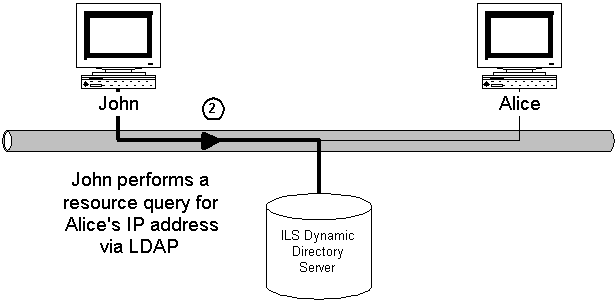 John
Alice
2
John performs a
resource query for
Alice's IP address
via LDAP
ILS Dynamic
Directory
Server